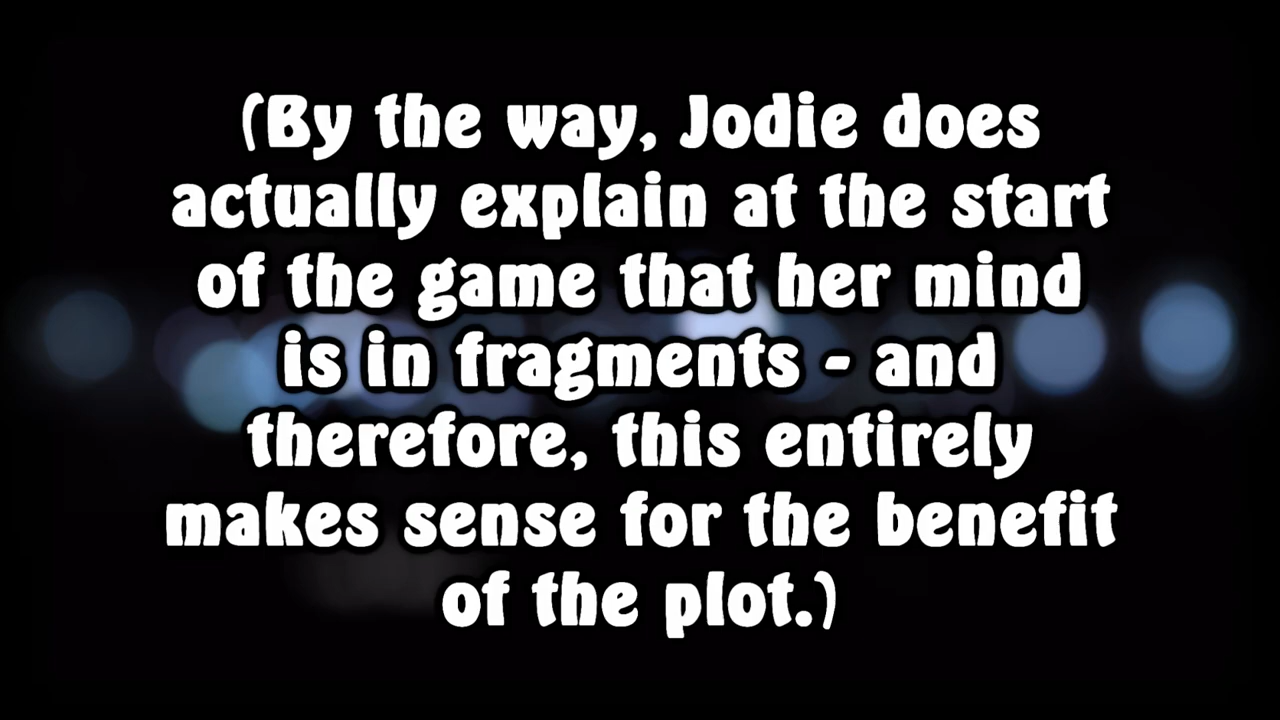 (By the way, Jodie does
actually explain at the start
of the game that her mind
is in fragments - and
therefore, this entirely
makes sense for the benefit
of the plot.)